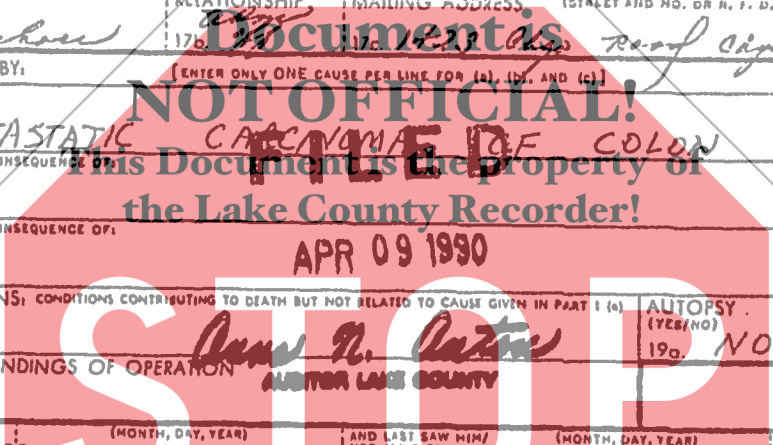 RELATIONSHIP MAILING ADDRESS (STREET AND NO. OR R. F. D.
Document is
17b. 17c.
BY: [ENTER ONLY ONE CAUSE PER LINE FOR (a), (b), AND (c)]
NOT OFFICIAL!
TASTATIC CARCINOMA OF COLON
FILED
NSEQUENCE OF:
This Document is the property of
the Lake County Recorder!
NSEQUENCE OF:
APR 09 1990
NS: CONDITIONS CONTRIBUTING TO DEATH BUT NOT RELATED TO CAUSE GIVEN IN PART I (a) AUTOPSY
(YES/NO)
19a. NO
Anna N. Anton
NDINGS OF OPERATION
AUDITOR LAKE COUNTY
STOP
(MONTH, DAY, YEAR) AND LAST SAW HIM/ (MONTH, DAY, YEAR)